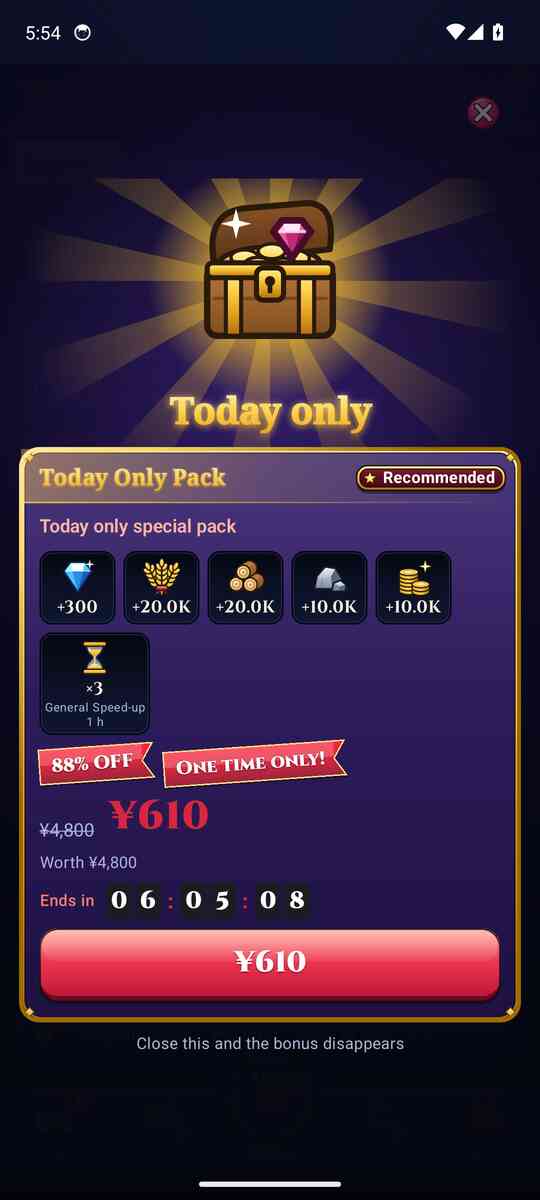 5:54
Today only
Today Only Pack
★ Recommended
Today only special pack
+300
+20.0K
+20.0K
+10.0K
+10.0K
×3
General Speed-up
1 h
88% OFF
ONE TIME ONLY!
¥4,800
¥610
Worth ¥4,800
Ends in 06:05:08
¥610
Close this and the bonus disappears